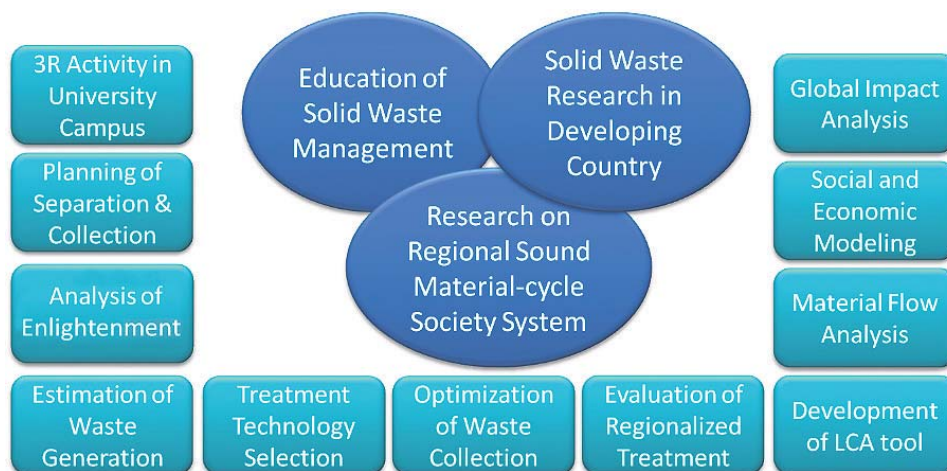 3R Activity in
University
Campus
Planning of
Separation &
Collection
Analysis of
Enlightenment
Education of
Solid Waste
Management
Solid Waste
Research in
Developing
Country
Research on
Regional Sound
Material-cycle
Society System
Global Impact
Analysis
Social and
Economic
Modeling
Material Flow
Analysis
Estimation of
Waste
Generation
Treatment
Technology
Selection
Optimization
of Waste
Collection
Evaluation of
Regionalized
Treatment
Development
of LCA tool